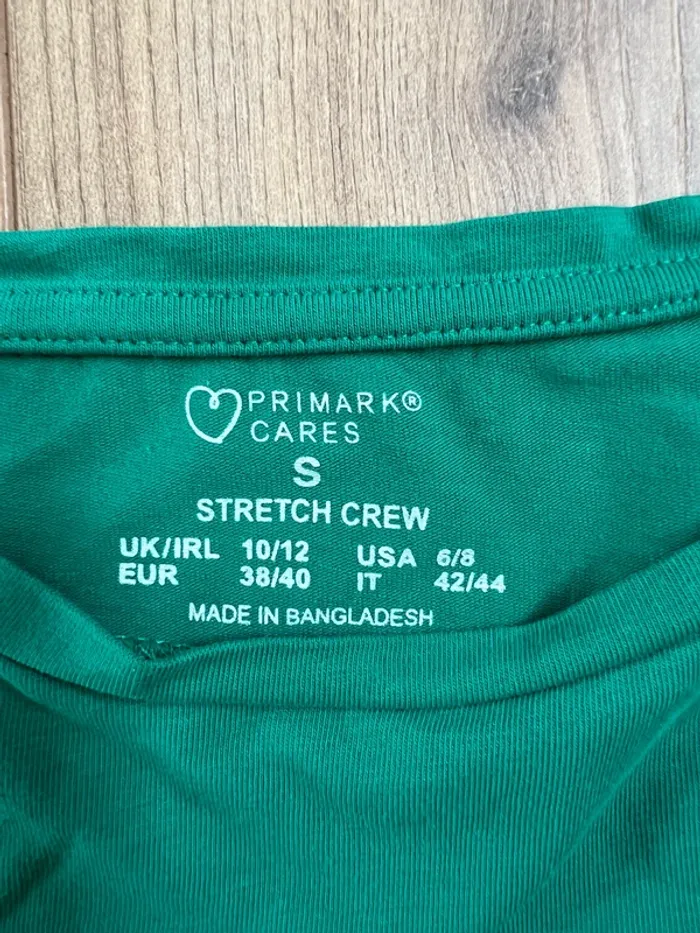 PRIMARK®
CARES
S
STRETCH CREW
UK/IRL 10/12 USA 6/8
EUR 38/40 IT 42/44
MADE IN BANGLADESH